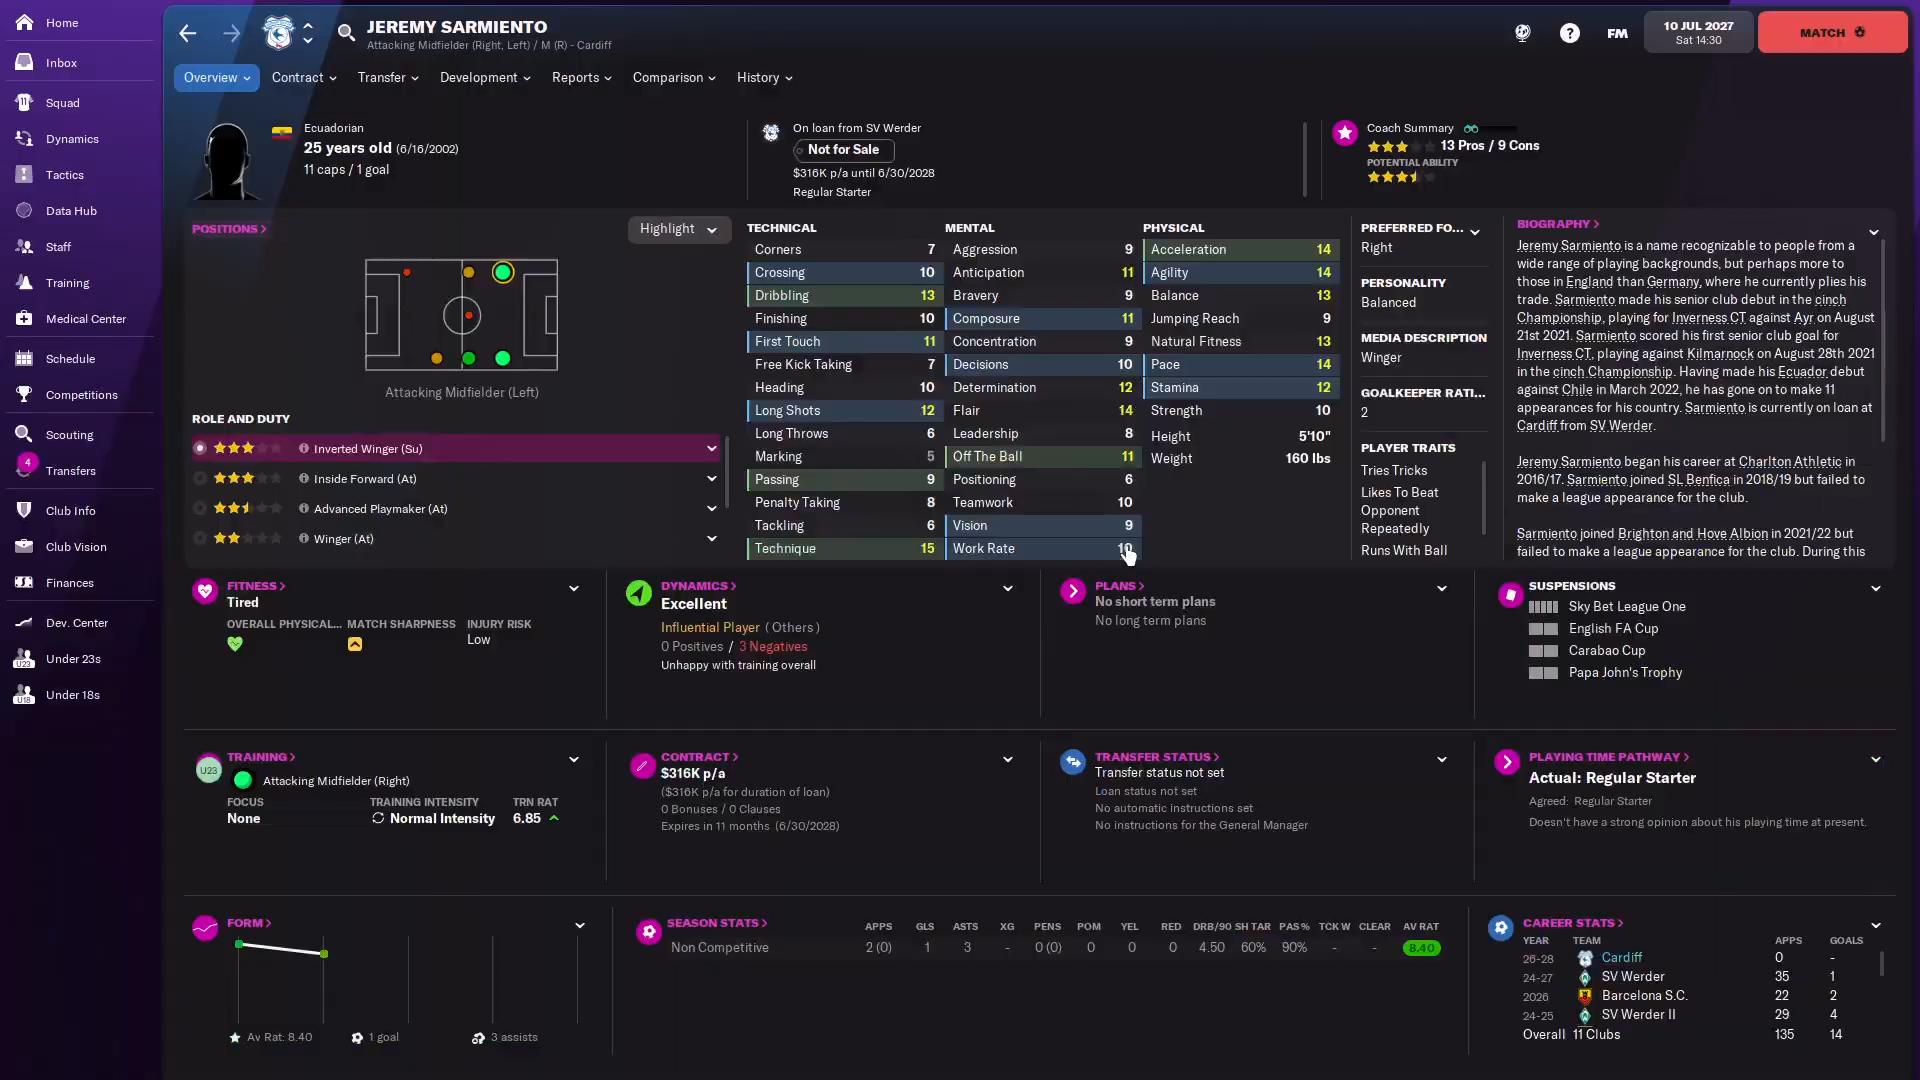 Home
Inbox
Squad
Dynamics
Tactics
Data Hub
Staff
Training
Medical Center
Schedule
Competitions
Scouting
4
Transfers
Club Info
Club Vision
Finances
Dev. Center
Under 23s
Under 18s
JEREMY SARMIENTO
Attacking Midfielder (Right, Left) / M (R) - Cardiff
FM
10 JUL 2027
Sat 14:30
MATCH
Overview
Contract
Transfer
Development
Reports
Comparison
History
Ecuadorian
25 years old (6/16/2002)
11 caps / 1 goal
On loan from SV Werder
Not for Sale
$316K p/a until 6/30/2028
Regular Starter
Coach Summary
13 Pros / 9 Cons
POTENTIAL ABILITY
POSITIONS >
Highlight
Attacking Midfielder (Left)
ROLE AND DUTY
Inverted Winger (Su)
Inside Forward (At)
Advanced Playmaker (At)
Winger (At)
TECHNICAL
Corners 7
Crossing 10
Dribbling 13
Finishing 10
First Touch 11
Free Kick Taking 7
Heading 10
Long Shots 12
Long Throws 6
Marking 5
Passing 9
Penalty Taking 8
Tackling 6
Technique 15
MENTAL
Aggression 9
Anticipation 11
Bravery 9
Composure 11
Concentration 9
Decisions 10
Determination 12
Flair 14
Leadership 8
Off The Ball 11
Positioning 6
Teamwork 10
Vision 9
Work Rate 10
PHYSICAL
Acceleration 14
Agility 14
Balance 13
Jumping Reach 9
Natural Fitness 13
Pace 14
Stamina 12
Strength 10
Height 5'10"
Weight 160 lbs
PREFERRED FO...
Right
PERSONALITY
Balanced
MEDIA DESCRIPTION
Winger
GOALKEEPER RATI...
2
PLAYER TRAITS
Tries Tricks
Likes To Beat
Opponent
Repeatedly
Runs With Ball
BIOGRAPHY >
Jeremy Sarmiento is a name recognizable to people from a
wide range of playing backgrounds, but perhaps more to
those in England than Germany, where he currently plies his
trade. Sarmiento made his senior club debut in the cinch
Championship, playing for Inverness CT against Ayr on August
21st 2021. Sarmiento scored his first senior club goal for
Inverness CT, playing against Kilmarnock on August 28th 2021
in the cinch Championship. Having made his Ecuador debut
against Chile in March 2022, he has gone on to make 11
appearances for his country. Sarmiento is currently on loan at
Cardiff from SV Werder.
Jeremy Sarmiento began his career at Charlton Athletic in
2016/17. Sarmiento joined SL Benfica in 2018/19 but failed to
make a league appearance for the club.
Sarmiento joined Brighton and Hove Albion in 2021/22 but
failed to make a league appearance for the club. During this
FITNESS >
Tired
OVERALL PHYSICAL... MATCH SHARPNESS INJURY RISK
Low
DYNAMICS >
Excellent
Influential Player ( Others )
0 Positives / 3 Negatives
Unhappy with training overall
PLANS >
No short term plans
No long term plans
SUSPENSIONS
Sky Bet League One
English FA Cup
Carabao Cup
Papa John's Trophy
TRAINING >
U23
Attacking Midfielder (Right)
FOCUS TRAINING INTENSITY TRN RAT
None Normal Intensity 6.85
CONTRACT >
$316K p/a
($316K p/a for duration of loan)
0 Bonuses / 0 Clauses
Expires in 11 months (6/30/2028)
TRANSFER STATUS >
Transfer status not set
Loan status not set
No automatic instructions set
No instructions for the General Manager
PLAYING TIME PATHWAY >
Actual: Regular Starter
Agreed: Regular Starter
Doesn't have a strong opinion about his playing time at present.
FORM >
Av Rat: 8.40 1 goal 3 assists
SEASON STATS > APPS GLS ASTS XG PENS POM YEL RED DRB/90 SH TAR PAS % TCK W CLEAR AV RAT
Non Competitive 2 (0) 1 3 - 0 (0) 0 0 0 4.50 60% 90% - - 8.40
CAREER STATS >
YEAR TEAM APPS GOALS
26-28 Cardiff 0 -
24-27 SV Werder 35 1
2026 Barcelona S.C. 22 2
24-25 SV Werder II 29 4
Overall 11 Clubs 135 14